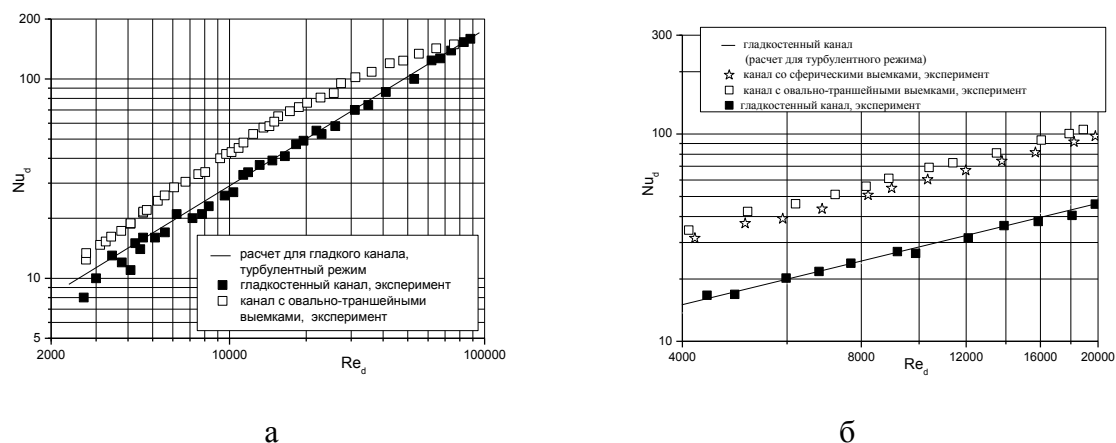 200
100
10
5
2000
10000
100000
Nu_d
Re_d
расчет для гладкого канала,
турбулентный режим
гладкостенный канал, эксперимент
канал с овально-траншейными
выемками, эксперимент
а
300
100
10
4000
8000
12000
16000
20000
Nu_d
Re_d
гладкостенный канал
(расчет для турбулентного режима)
канал со сферическими выемками, эксперимент
канал с овально-траншейными выемками, эксперимент
гладкостенный канал, эксперимент
б